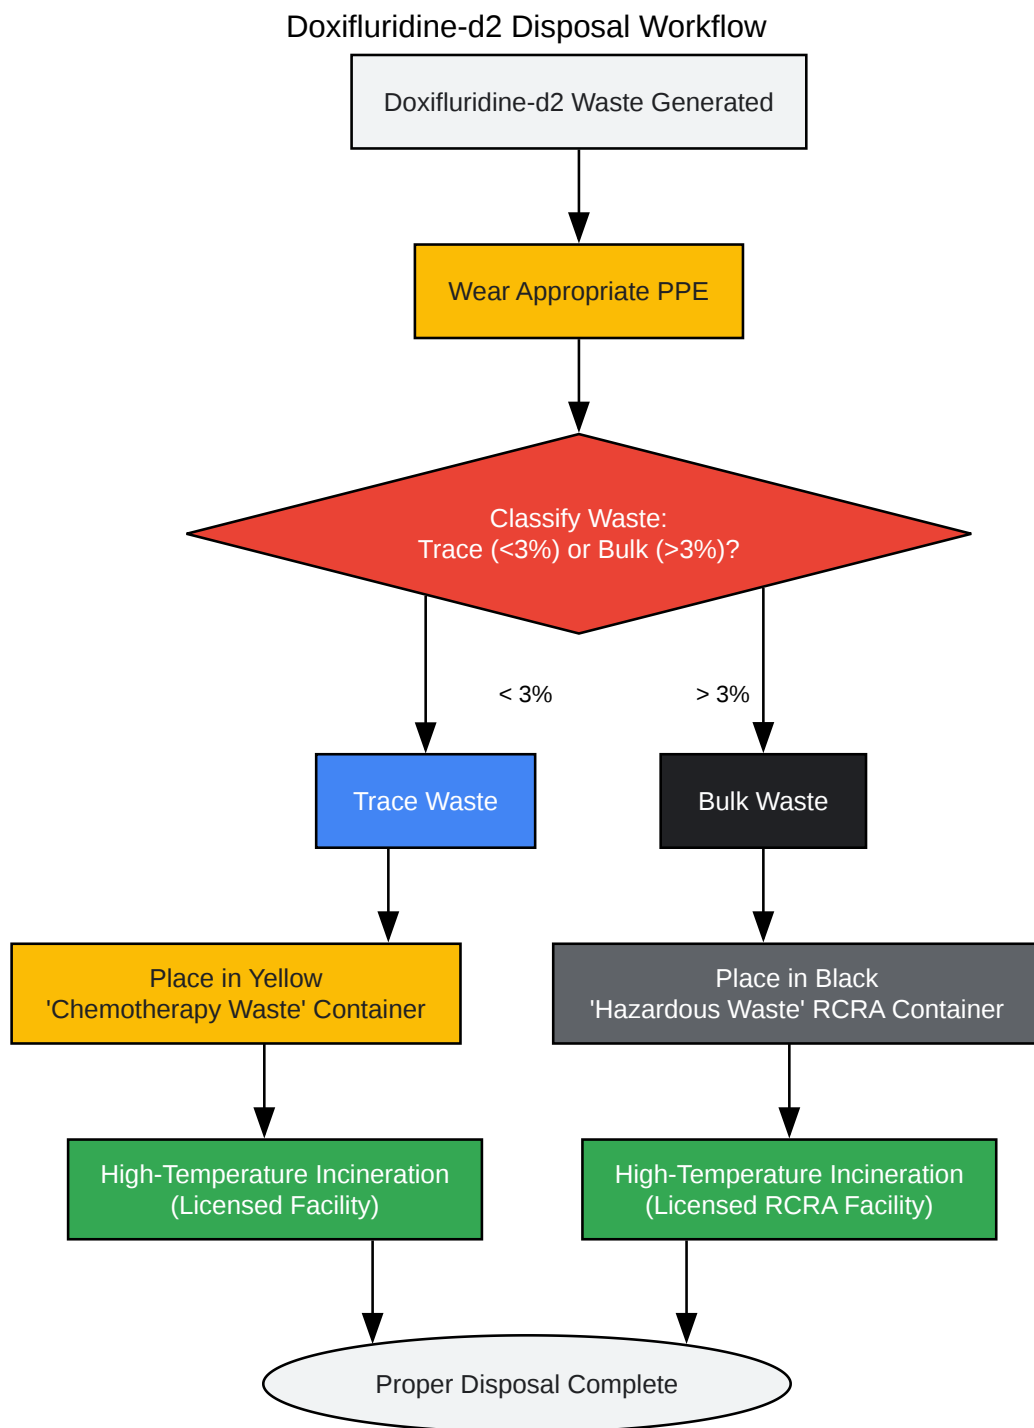 Doxifluridine-d2 Disposal Workflow
Doxifluridine-d2 Waste Generated
Wear Appropriate PPE
Classify Waste:
Trace (<3%) or Bulk (>3%)?
< 3%
> 3%
Trace Waste
Bulk Waste
Place in Yellow
'Chemotherapy Waste' Container
Place in Black
'Hazardous Waste' RCRA Container
High-Temperature Incineration
(Licensed Facility)
High-Temperature Incineration
(Licensed RCRA Facility)
Proper Disposal Complete